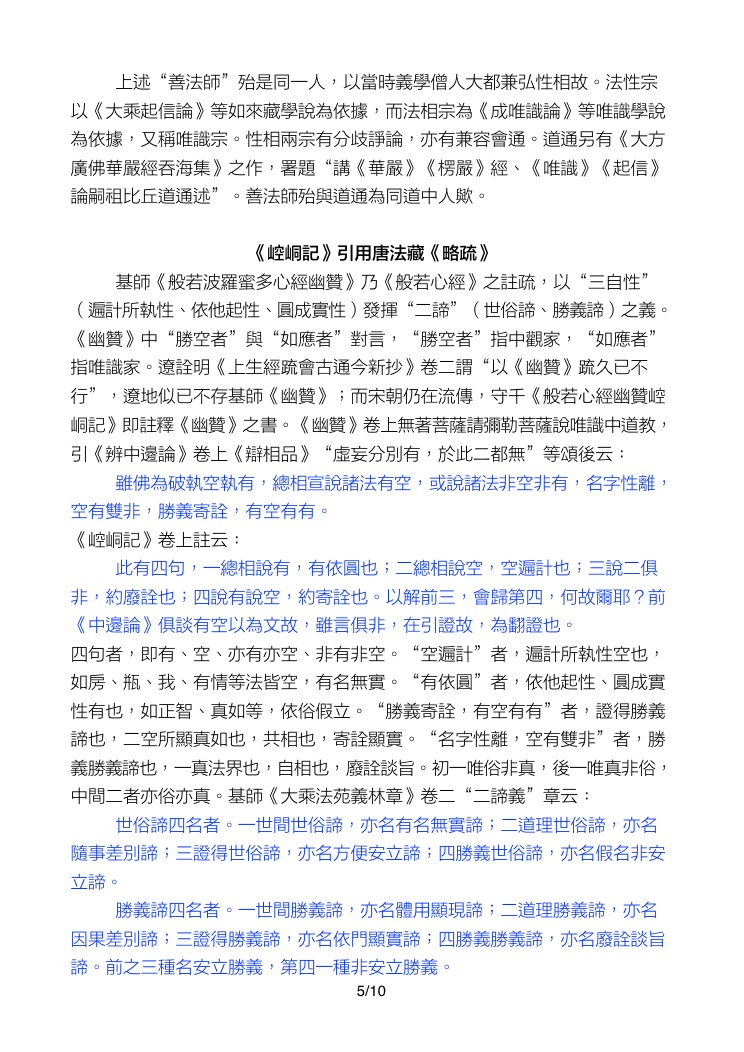 上述“善法師”殆是同一人，以當時義學僧人大都兼弘性相故。法性宗
以《大乘起信論》等如來藏學說為依據，而法相宗為《成唯識論》等唯識學說
為依據，又稱唯識宗。性相兩宗有分歧諍論，亦有兼容會通。道通另有《大方
廣佛華嚴經吞海集》之作，署題“講《華嚴》《楞嚴》經、《唯識》《起信》
論嗣祖比丘道通述”。善法師殆與道通為同道中人歟。
《崆峒記》引用唐法藏《略疏》
基師《般若波羅蜜多心經幽贊》乃《般若心經》之註疏，以“三自性”
（遍計所執性、依他起性、圓成實性）發揮“二諦”（世俗諦、勝義諦）之義。
《幽贊》中“勝空者”與“如應者”對言，“勝空者”指中觀家，“如應者”
指唯識家。遼詮明《上生經疏會古通今新抄》卷二謂“以《幽贊》疏久已不
行”，遼地似已不存基師《幽贊》；而宋朝仍在流傳，守千《般若心經幽贊崆
峒記》即註釋《幽贊》之書。《幽贊》卷上無著菩薩請彌勒菩薩說唯識中道教，
引《辨中邊論》卷上《辯相品》“虛妄分別有，於此二都無”等頌後云：
雖佛為破執空執有，總相宣說諸法有空，或說諸法非空非有，名字性離，
空有雙非，勝義寄詮，有空有有。
《崆峒記》卷上註云：
此有四句，一總相說有，有依圓也；二總相說空，空遍計也；三說二俱
非，約廢詮也；四說有說空，約寄詮也。以解前三，會歸第四，何故爾耶？前
《中邊論》俱談有空以為文故，雖言俱非，在引證故，為翻證也。
四句者，即有、空、亦有亦空、非有非空。“空遍計”者，遍計所執性空也，
如房、瓶、我、有情等法皆空，有名無實。“有依圓”者，依他起性、圓成實
性有也，如正智、真如等，依俗假立。“勝義寄詮，有空有有”者，證得勝義
諦也，二空所顯真如也，共相也，寄詮顯實。“名字性離，空有雙非”者，勝
義勝義諦也，一真法界也，自相也，廢詮談旨。初一唯俗非真，後一唯真非俗，
中間二者亦俗亦真。基師《大乘法苑義林章》卷二“二諦義”章云：
世俗諦四名者。一世間世俗諦，亦名有名無實諦；二道理世俗諦，亦名
隨事差別諦；三證得世俗諦，亦名方便安立諦；四勝義世俗諦，亦名假名非安
立諦。
勝義諦四名者。一世間勝義諦，亦名體用顯現諦；二道理勝義諦，亦名
因果差別諦；三證得勝義諦，亦名依門顯實諦；四勝義勝義諦，亦名廢詮談旨
諦。前之三種名安立勝義，第四一種非安立勝義。
5/10